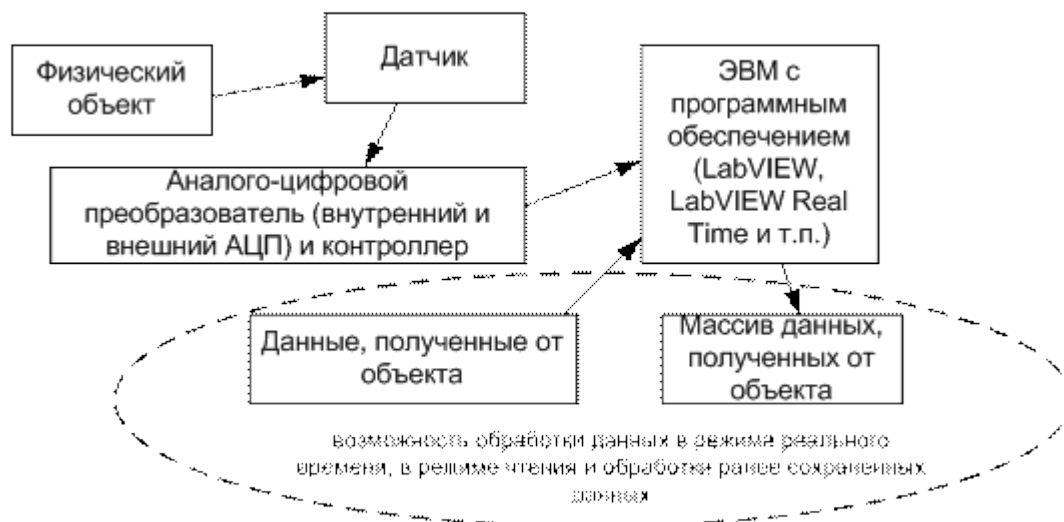 Физический
объект
Датчик
ЭВМ с
программным
обеспечением
(LabVIEW,
LabVIEW Real
Time и т.п.)
Аналого-цифровой
преобразователь (внутренний и
внешний АЦП) и контроллер
Данные, полученные от
объекта
Массив данных,
полученных от
объекта
возможность обработки данных в режиме реального
времени, в режиме чтения и обработки ранее сохраненных
данных